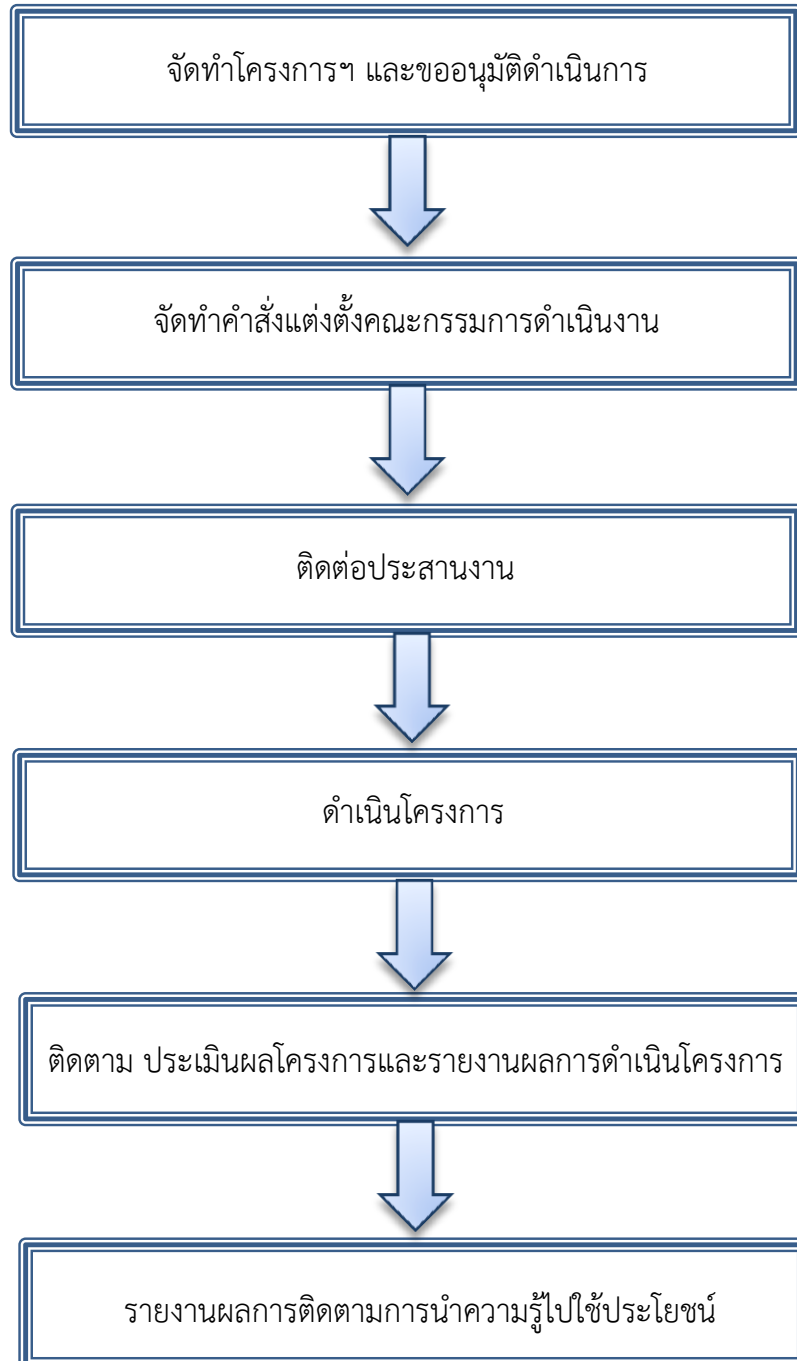 จัดทำโครงการฯ และขออนุมัติดำเนินการ
จัดทำคำสั่งแต่งตั้งคณะกรรมการดำเนินงาน
ติดต่อประสานงาน
ดำเนินโครงการ
ติดตาม ประเมินผลโครงการและรายงานผลการดำเนินโครงการ
รายงานผลการติดตามการนำความรู้ไปใช้ประโยชน์